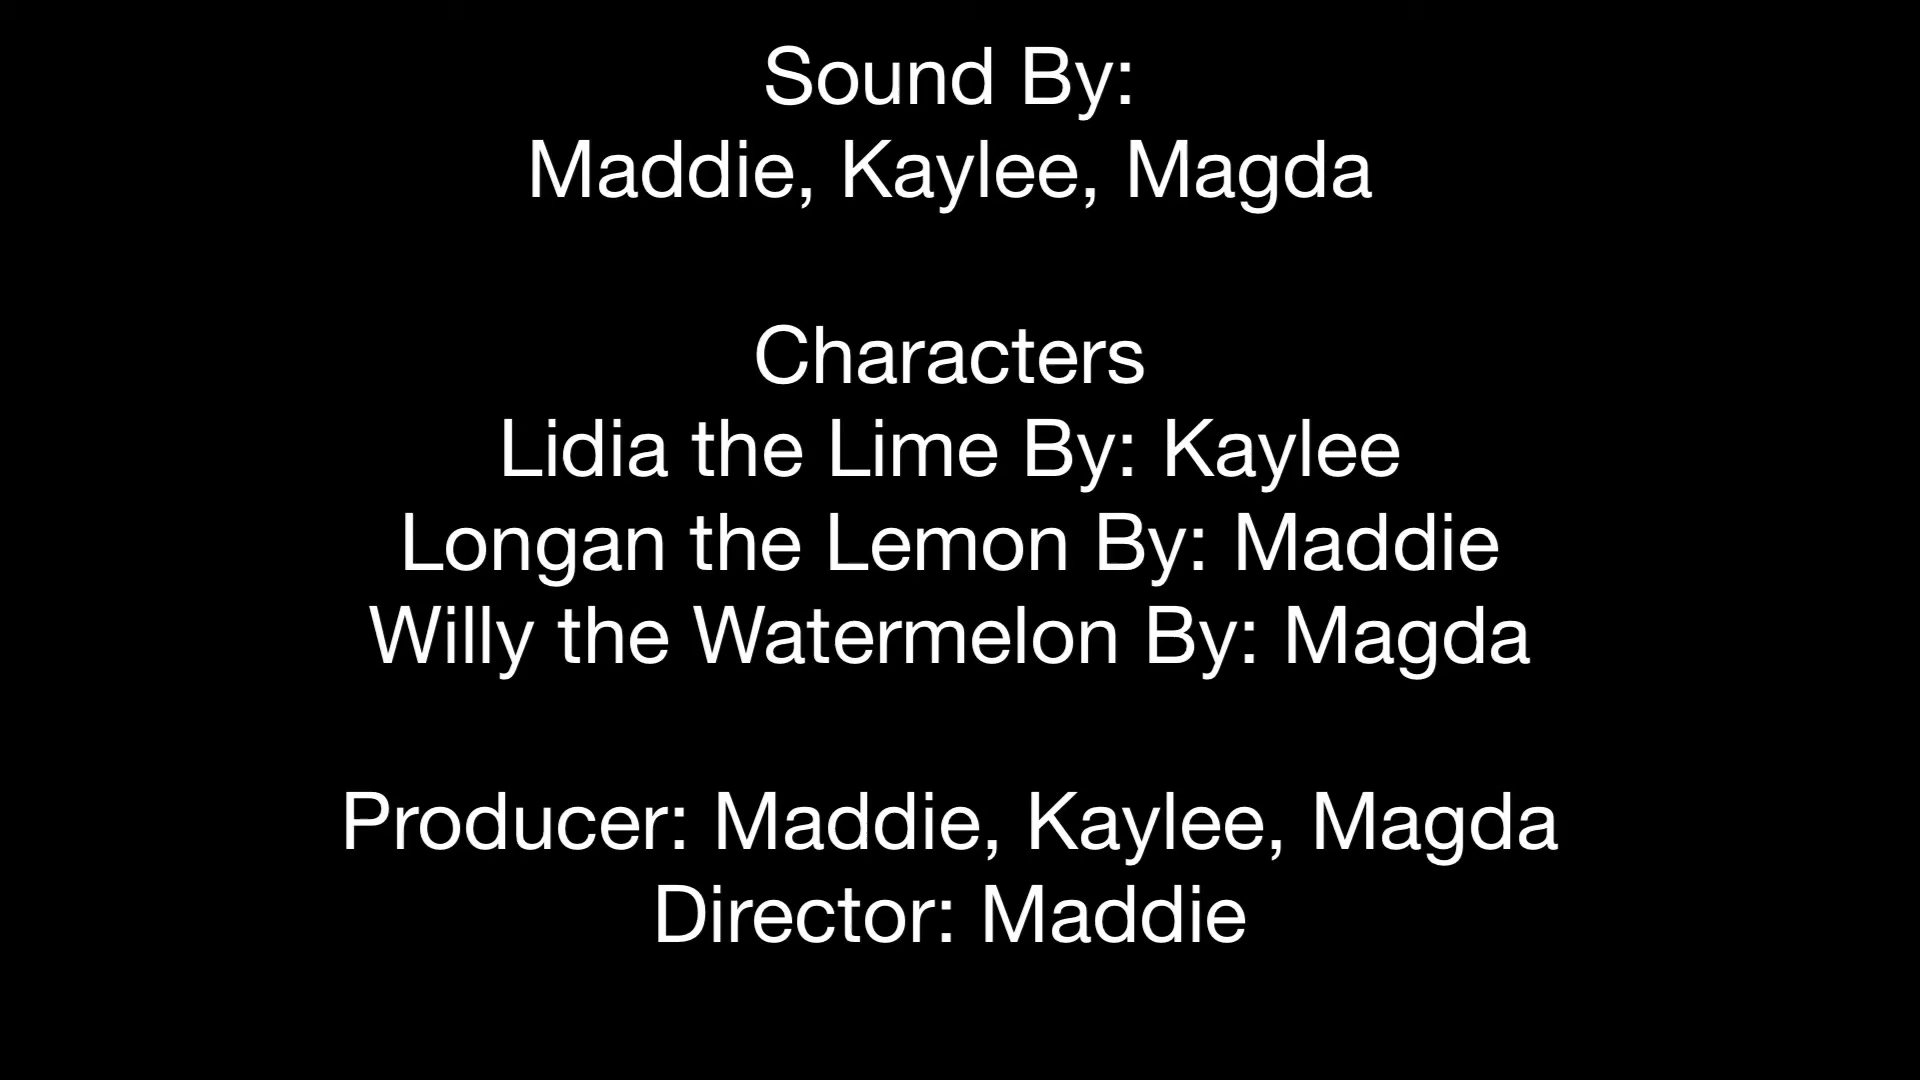 Sound By:
Maddie, Kaylee, Magda
Characters
Lidia the Lime By: Kaylee
Longan the Lemon By: Maddie
Willy the Watermelon By: Magda
Producer: Maddie, Kaylee, Magda
Director: Maddie